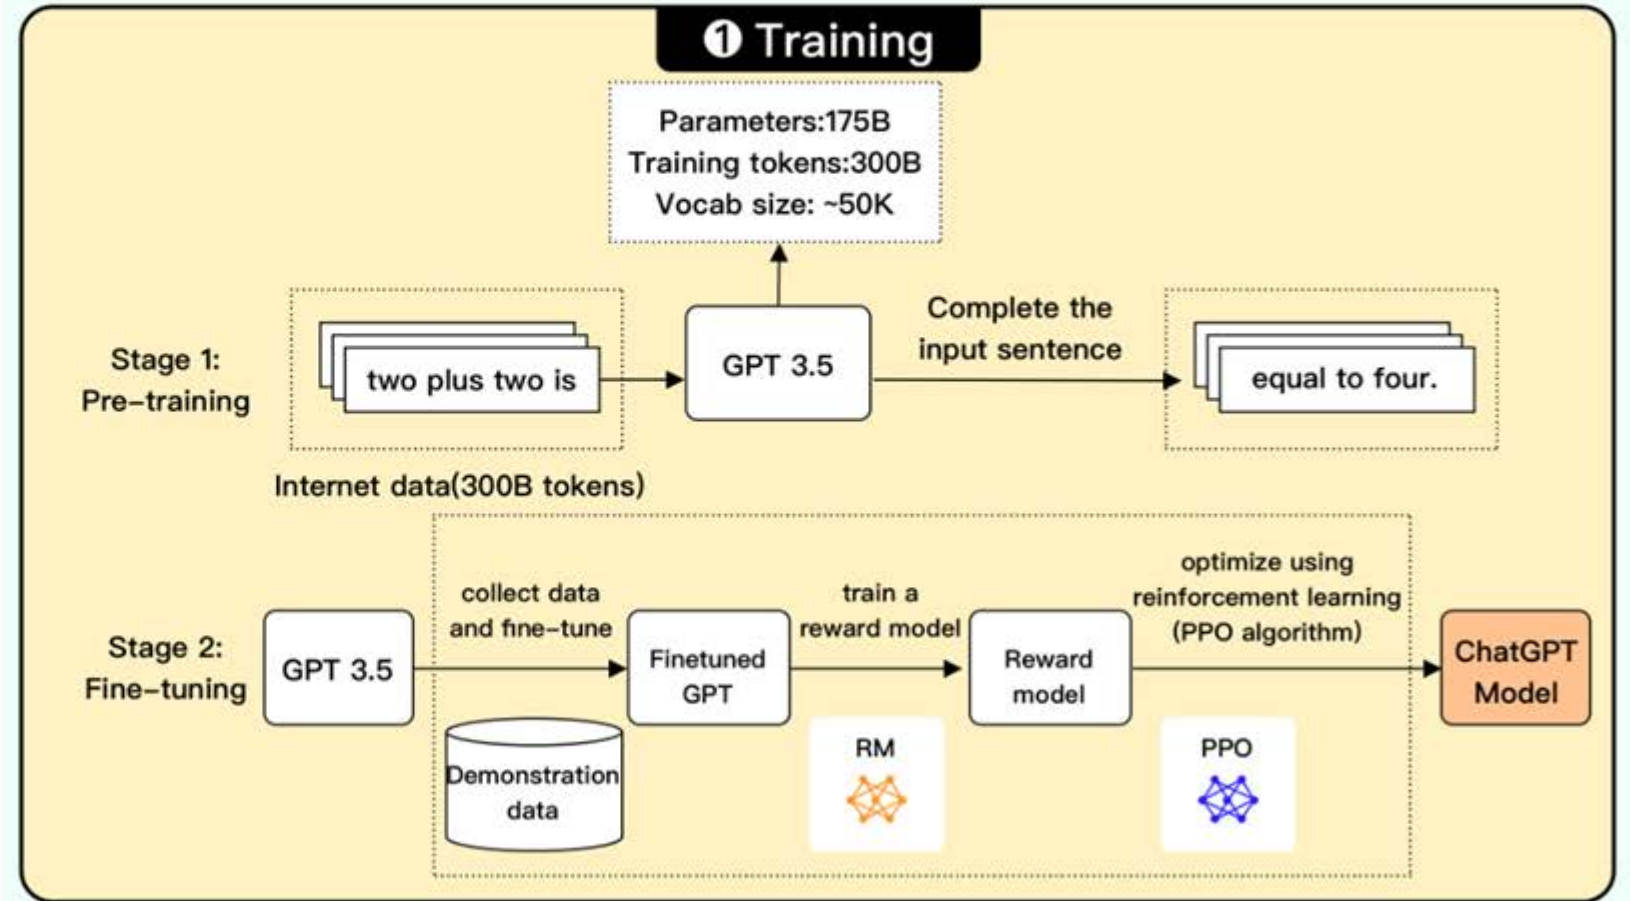 ❶ Training
Parameters:175B
Training tokens:300B
Vocab size: ~50K
Stage 1:
Pre-training
two plus two is
GPT 3.5
Complete the
input sentence
equal to four.
Internet data(300B tokens)
Stage 2:
Fine-tuning
GPT 3.5
collect data
and fine-tune
Demonstration
data
Finetuned
GPT
train a
reward model
RM
Reward
model
optimize using
reinforcement learning
(PPO algorithm)
PPO
ChatGPT
Model